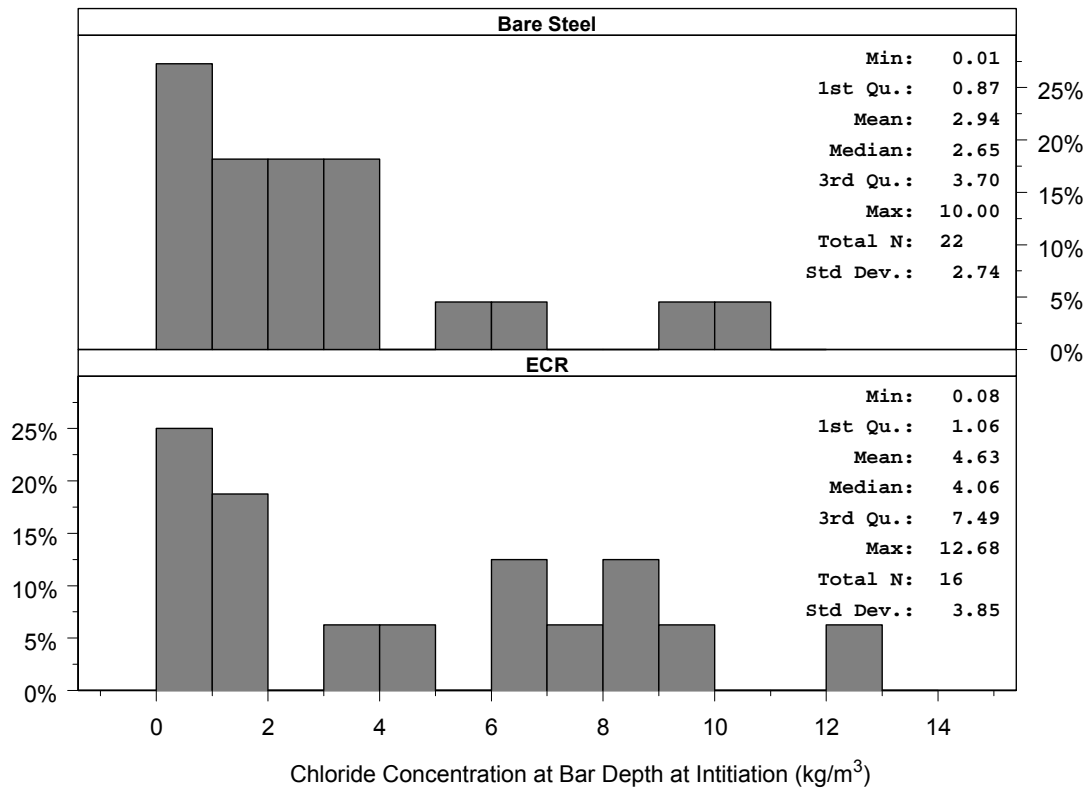 Bare Steel
Min: 0.01
1st Qu.: 0.87
Mean: 2.94
Median: 2.65
3rd Qu.: 3.70
Max: 10.00
Total N: 22
Std Dev.: 2.74
25%
20%
15%
10%
5%
0%
ECR
Min: 0.08
1st Qu.: 1.06
Mean: 4.63
Median: 4.06
3rd Qu.: 7.49
Max: 12.68
Total N: 16
Std Dev.: 3.85
25%
20%
15%
10%
5%
0%
0 2 4 6 8 10 12 14
Chloride Concentration at Bar Depth at Intitiation (kg/m³)